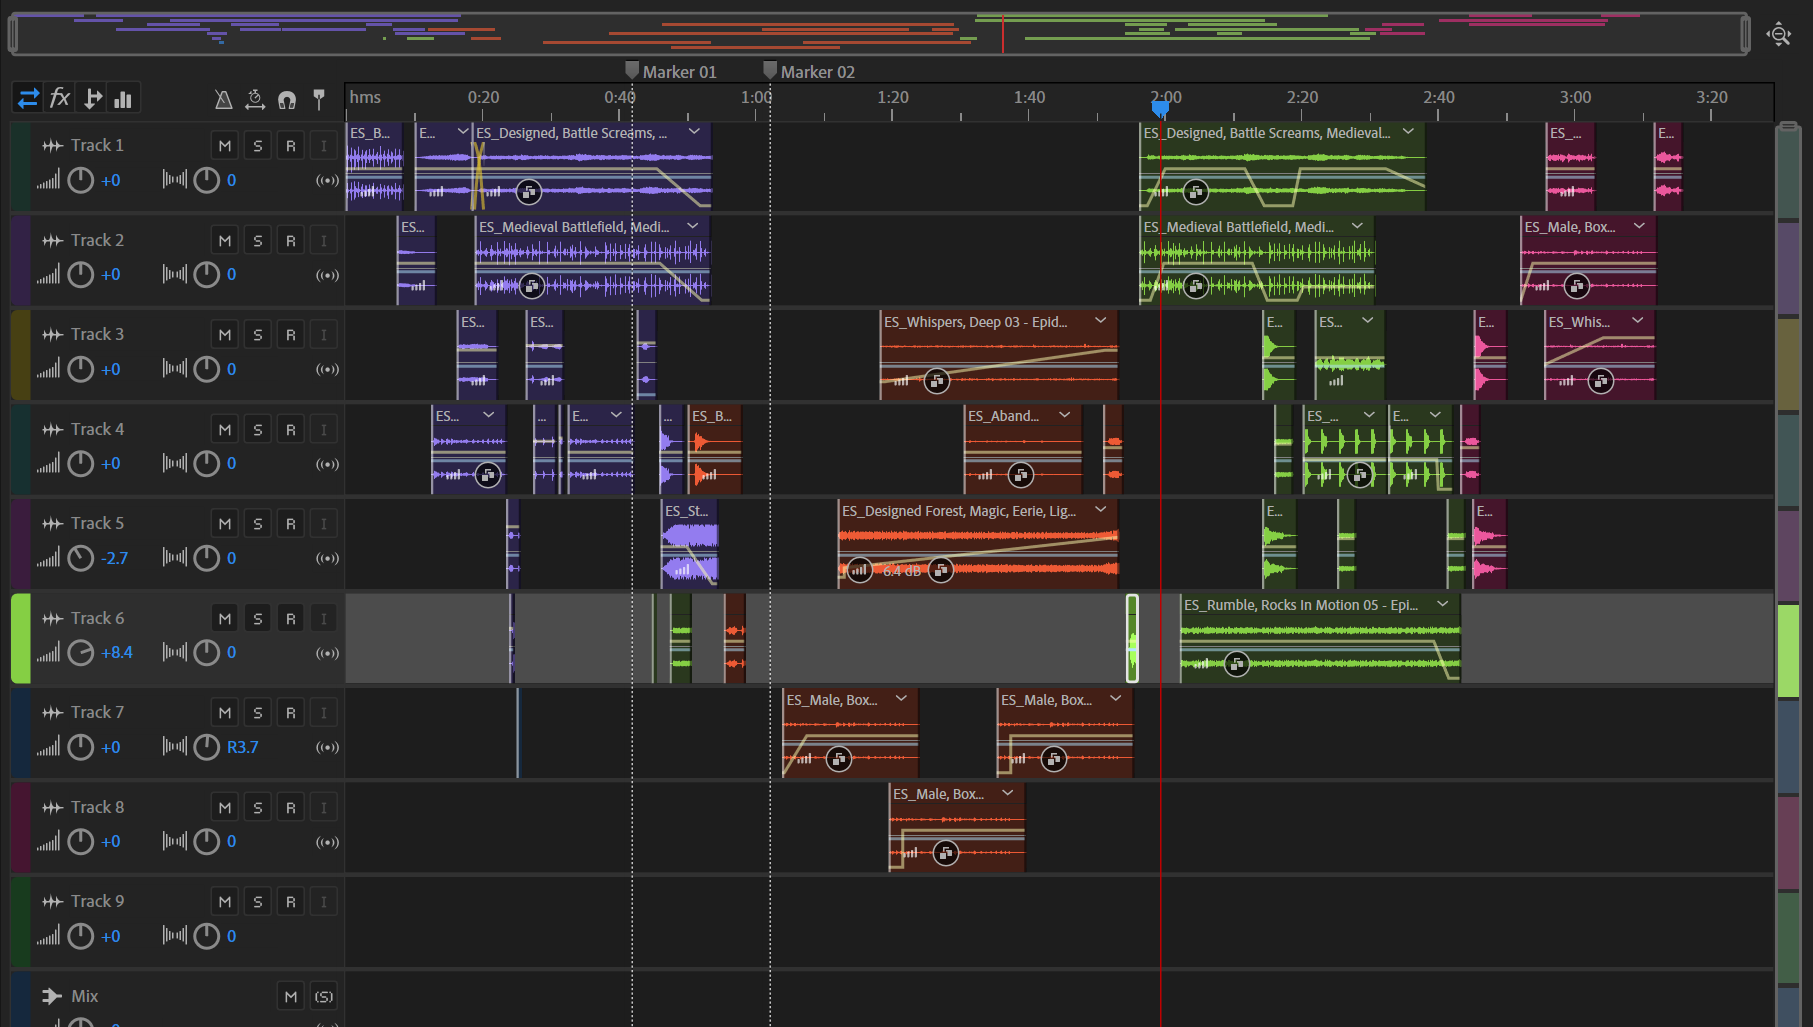 Marker 01 Marker 02
fx hms 0:20 0:40 1:00 1:20 1:40 2:00 2:20 2:40 3:00 3:20
Track 1 M S R I ES_B... E... ES_Designed, Battle Screams, ... ES_Designed, Battle Screams, Medieval... ES_... E...
+0 0
Track 2 M S R I ES... ES_Medieval Battlefield, Medi... ES_Medieval Battlefield, Medi... ES_Male, Box...
+0 0
Track 3 M S R I ES... ES... ES_Whispers, Deep 03 - Epid... E... ES... E... ES_Whis...
+0 0
Track 4 M S R I ES... ... E... ... ES_B... ES_Aband... ES_... E...
+0 0
Track 5 M S R I ES_St... ES_Designed Forest, Magic, Eerie, Lig... E... E...
-2.7 0 6.4 dB
Track 6 M S R I ES_Rumble, Rocks In Motion 05 - Epi...
+8.4 0
Track 7 M S R I ES_Male, Box... ES_Male, Box...
+0 R3.7
Track 8 M S R I ES_Male, Box...
+0 0
Track 9 M S R I
+0 0
Mix M (S)